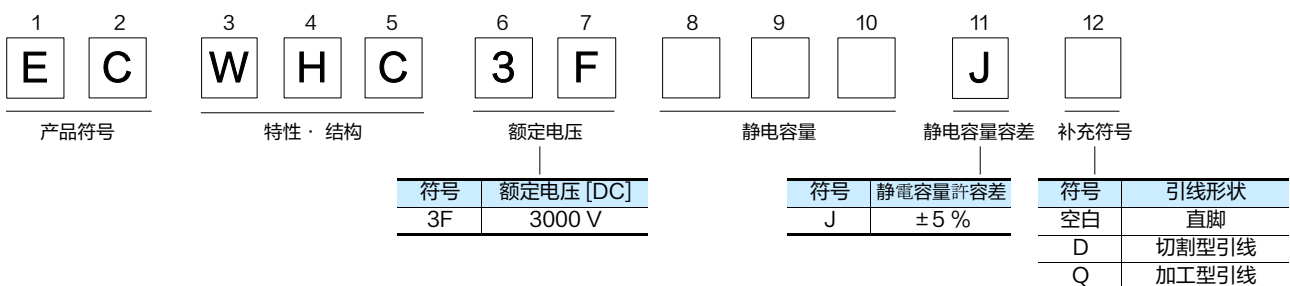 1 2 3 4 5 6 7 8 9 10 11 12
E C W H C 3 F J
产品符号 特性· 结构 额定电压 静电容量 静电容量容差 补充符号
符号 额定电压 [DC] 符号 静電容量許容差 符号 引线形状
3F 3000 V J ±5 % 空白 直脚
D 切割型引线
Q 加工型引线